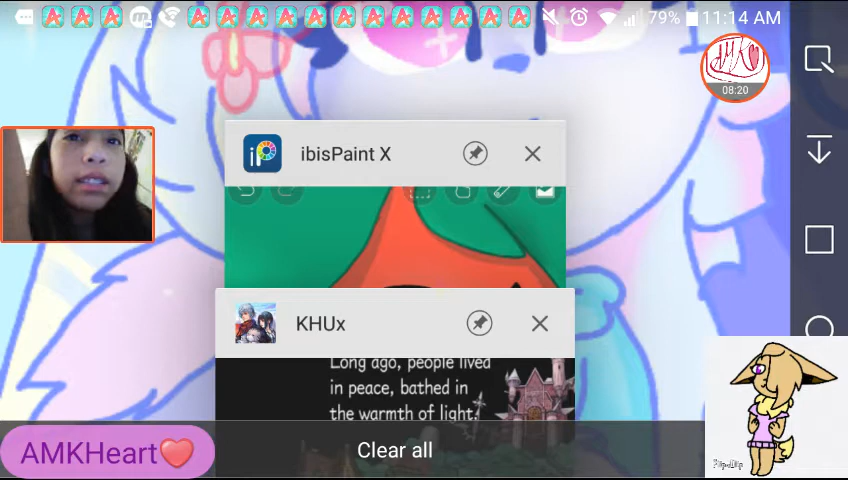 79% 11:14 AM
AMK
08:20
ibisPaint X
KHUx
Long ago, people lived
in peace, bathed in
the warmth of light.
AMKHeart❤
Clear all